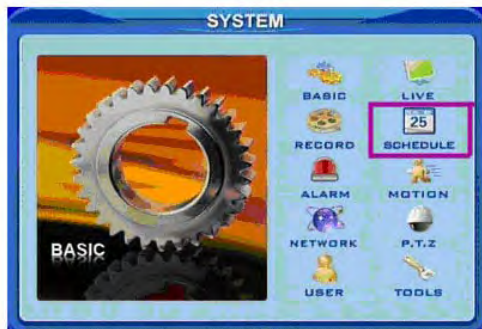 SYSTEM
BASIC
BASIC LIVE
25
RECORD SCHEDULE
ALARM MOTION
NETWORK P.T.Z
USER TOOLS